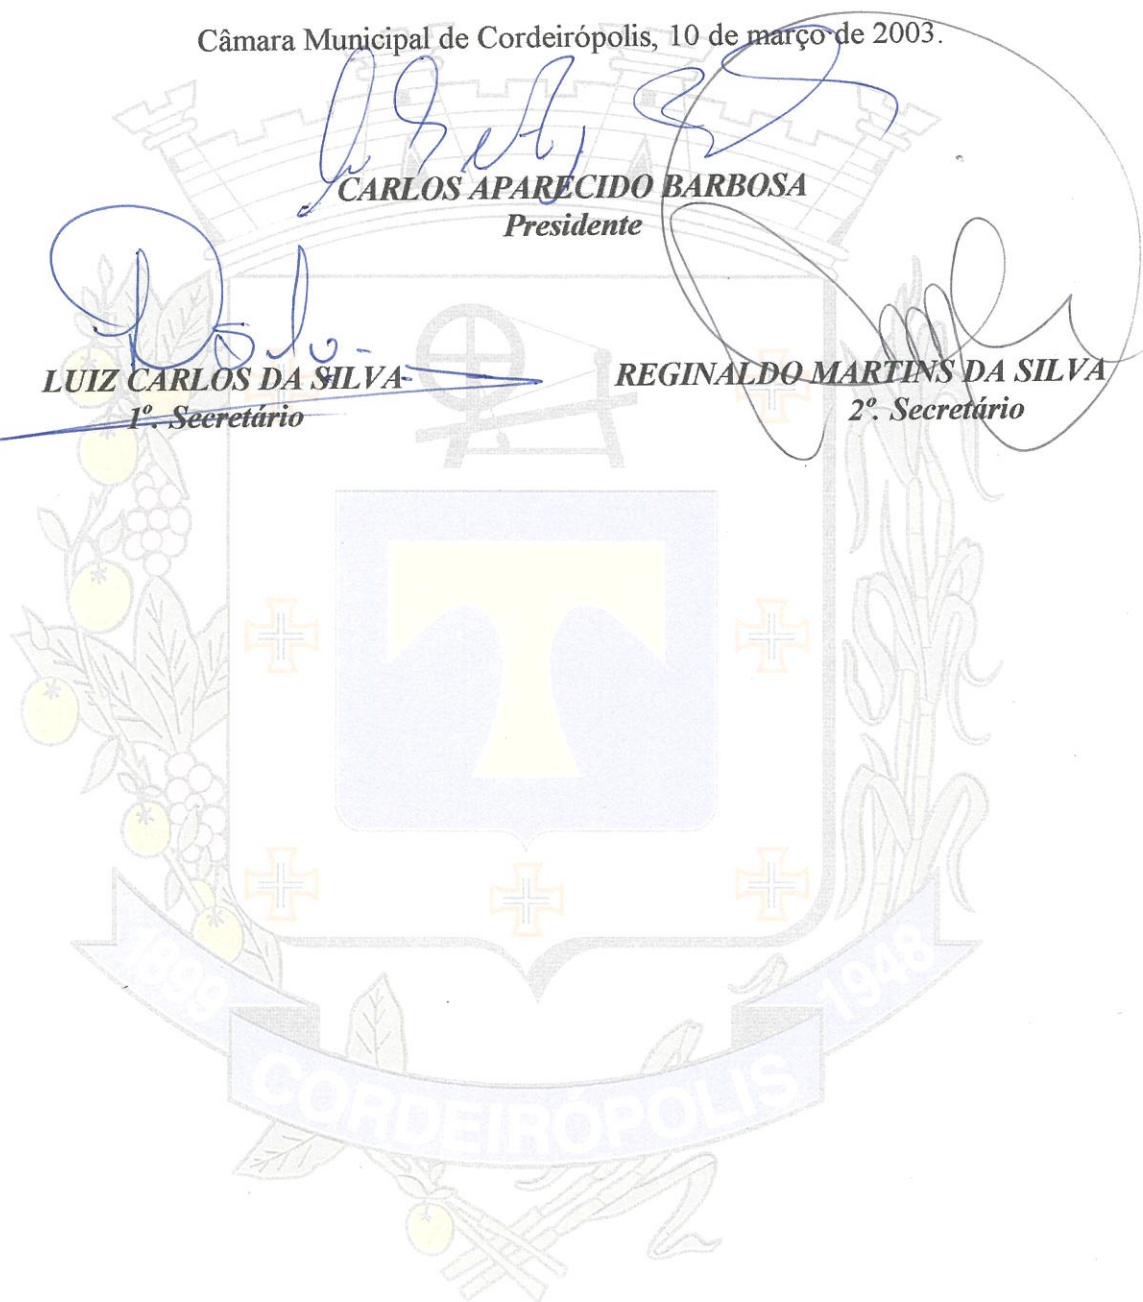 Câmara Municipal de Cordeirópolis, 10 de março de 2003.
CARLOS APARECIDO BARBOSA
Presidente
LUIZ CARLOS DA SILVA
1º. Secretário
REGINALDO MARTINS DA SILVA
2º. Secretário
1899
CORDEIRÓPOLIS
1948